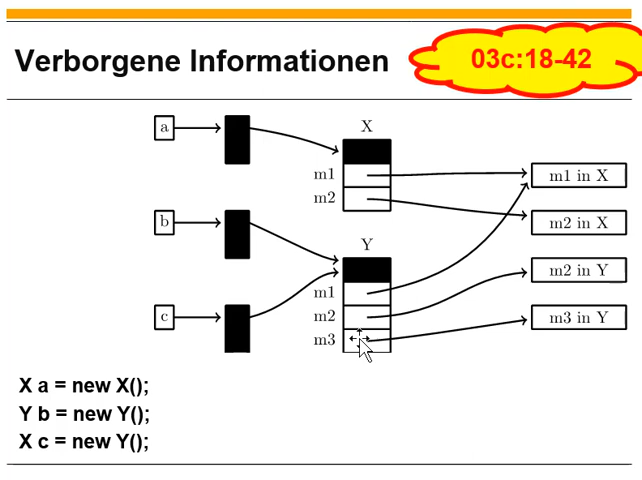 Verborgene Informationen
03c:18-42
a
X
m1
m1 in X
m2
b
m2 in X
Y
m2 in Y
m1
c
m2
m3 in Y
m3
X a = new X();
Y b = new Y();
X c = new Y();